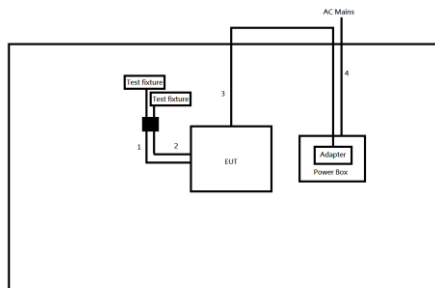 AC Mains
Test fixture
Test fixture
3
4
1
2
EUT
Adapter
Power Box